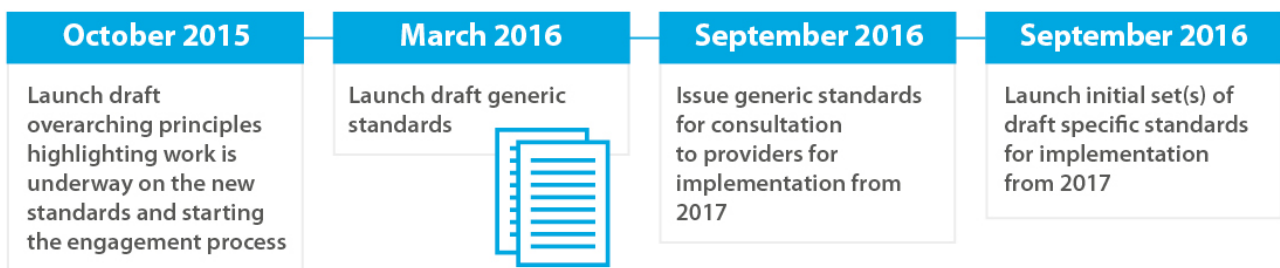 October 2015
Launch draft
overarching principles
highlighting work is
underway on the new
standards and starting
the engagement process
March 2016
Launch draft generic
standards
September 2016
Issue generic standards
for consultation
to providers for
implementation from
2017
September 2016
Launch initial set(s) of
draft specific standards
for implementation
from 2017